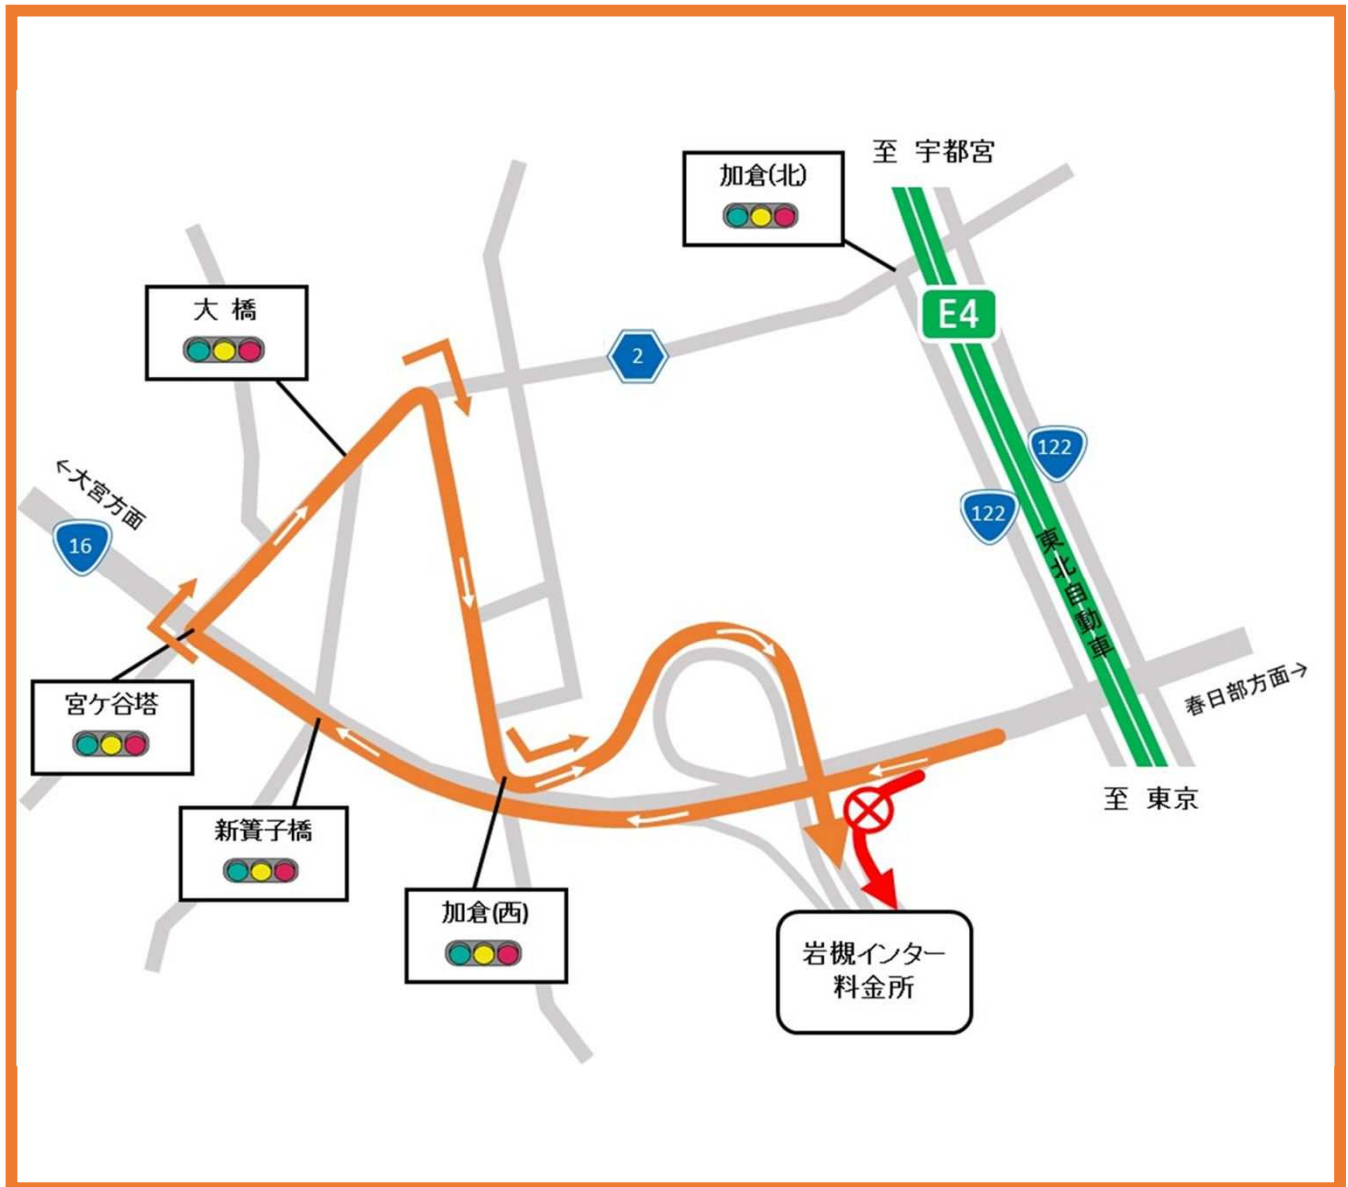 至 宇都宮
加倉(北)
大 橋
E4
2
122
122
←大宮方面
16
東北自動車
春日部方面→
宮ケ谷塔
至 東京
新簀子橋
加倉(西)
岩槻インター
料金所